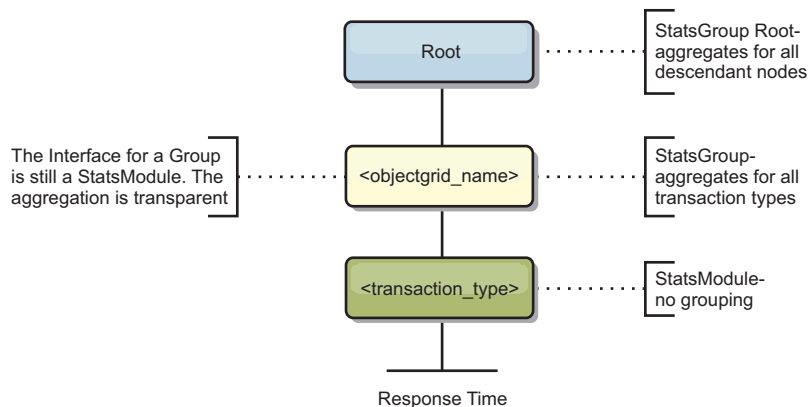 Root
StatsGroup Root-
aggregates for all
descendant nodes
The Interface for a Group
is still a StatsModule. The
aggregation is transparent
<objectgrid_name>
StatsGroup-
aggregates for all
transaction types
<transaction_type>
StatsModule-
no grouping
Response Time